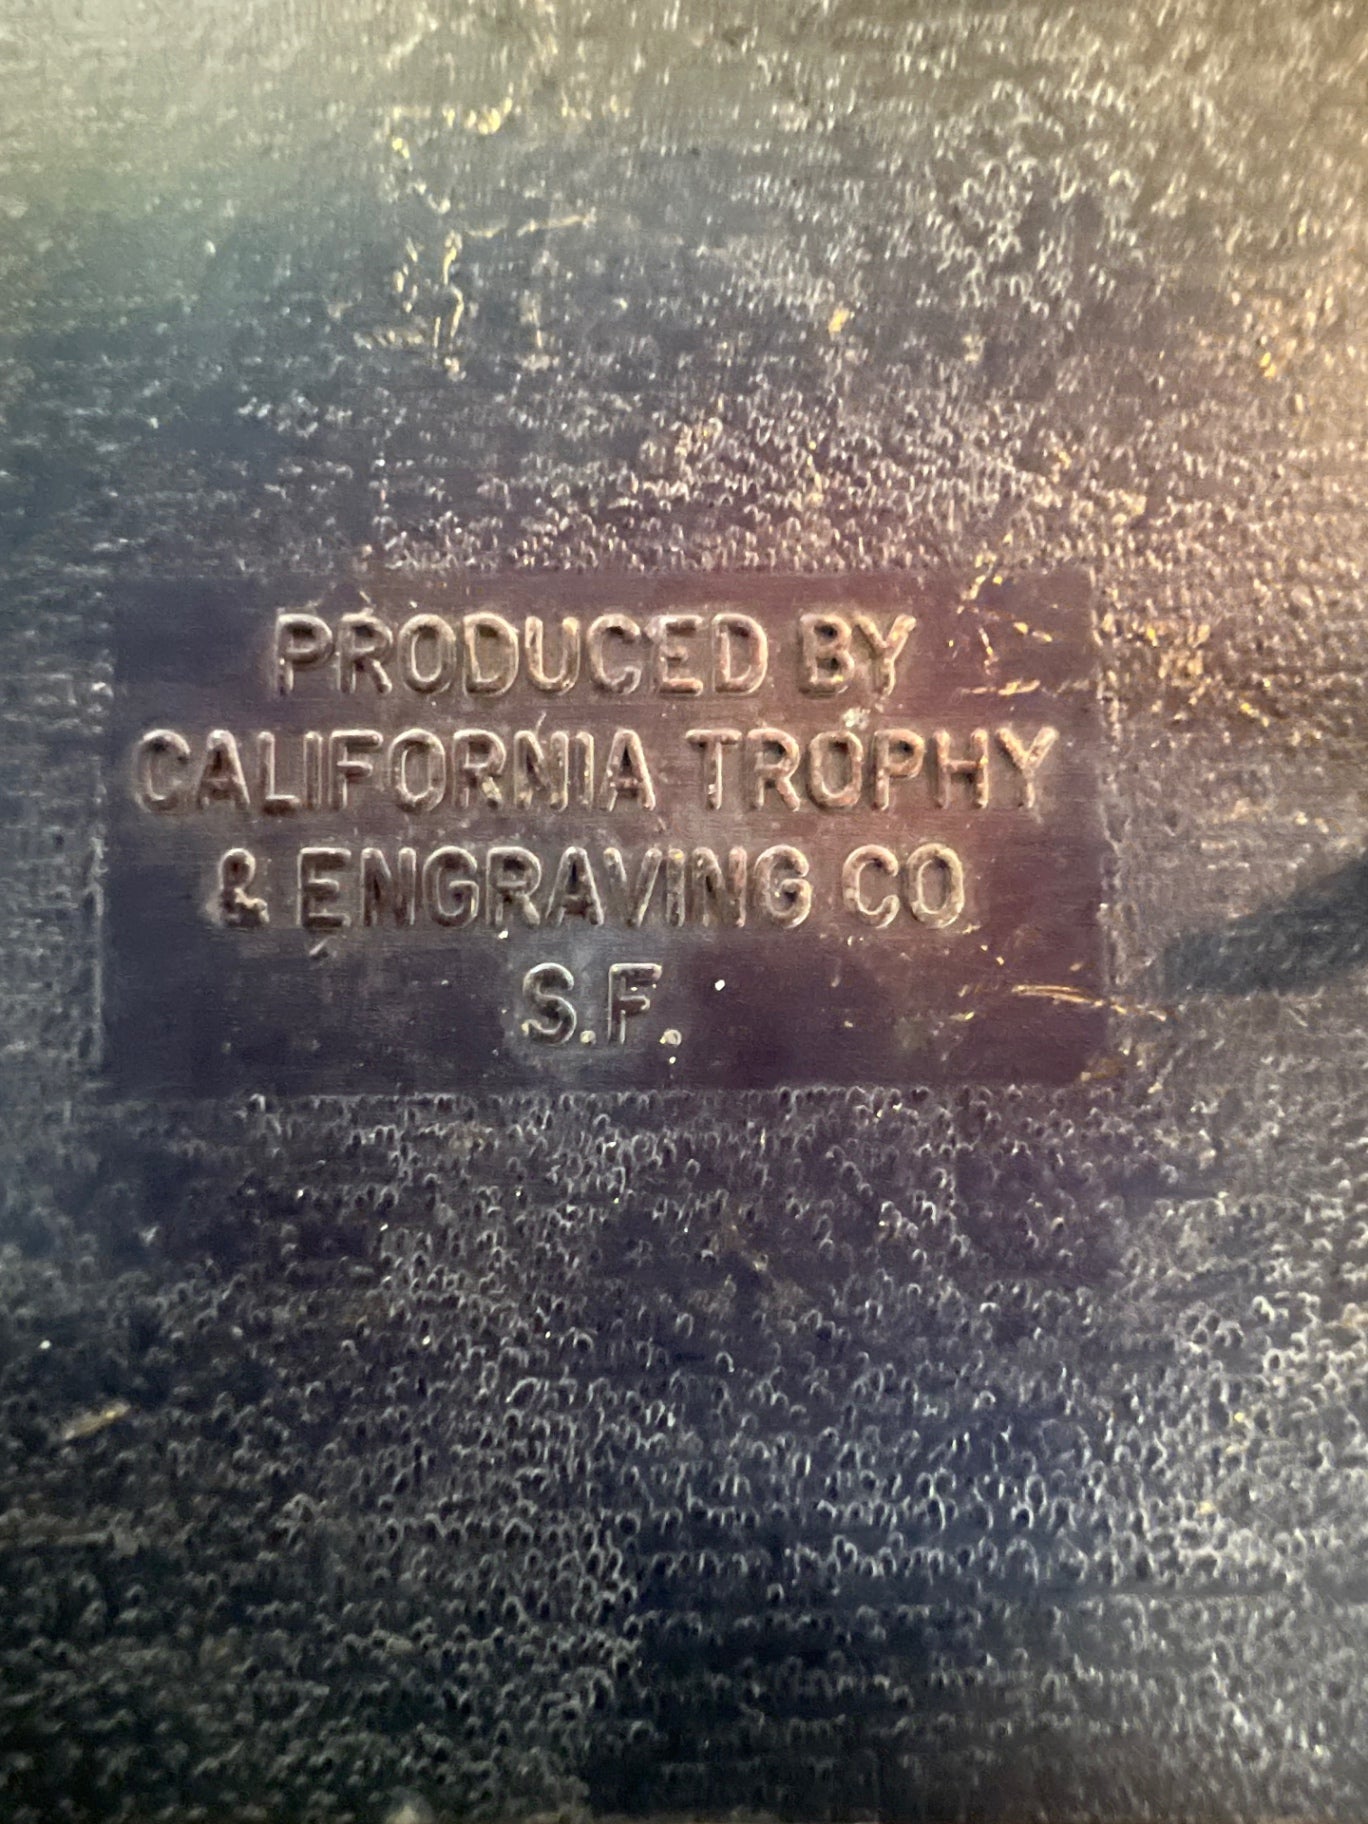 PRODUCED BY
CALIFORNIA TROPHY
& ENGRAVING CO
S.F.